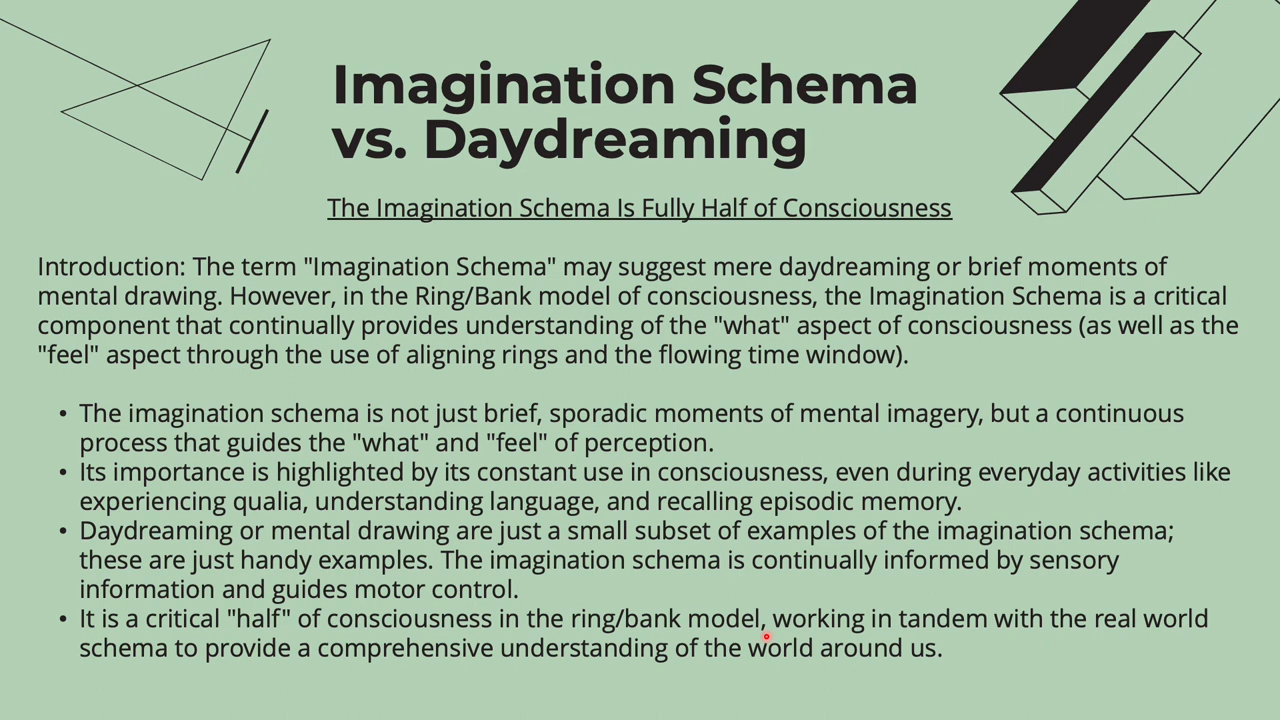 Imagination Schema
vs. Daydreaming
The Imagination Schema Is Fully Half of Consciousness
Introduction: The term "Imagination Schema" may suggest mere daydreaming or brief moments of
mental drawing. However, in the Ring/Bank model of consciousness, the Imagination Schema is a critical
component that continually provides understanding of the "what" aspect of consciousness (as well as the
"feel" aspect through the use of aligning rings and the flowing time window).
• The imagination schema is not just brief, sporadic moments of mental imagery, but a continuous
process that guides the "what" and "feel" of perception.
• Its importance is highlighted by its constant use in consciousness, even during everyday activities like
experiencing qualia, understanding language, and recalling episodic memory.
• Daydreaming or mental drawing are just a small subset of examples of the imagination schema;
these are just handy examples. The imagination schema is continually informed by sensory
information and guides motor control.
• It is a critical "half" of consciousness in the ring/bank model, working in tandem with the real world
schema to provide a comprehensive understanding of the world around us.